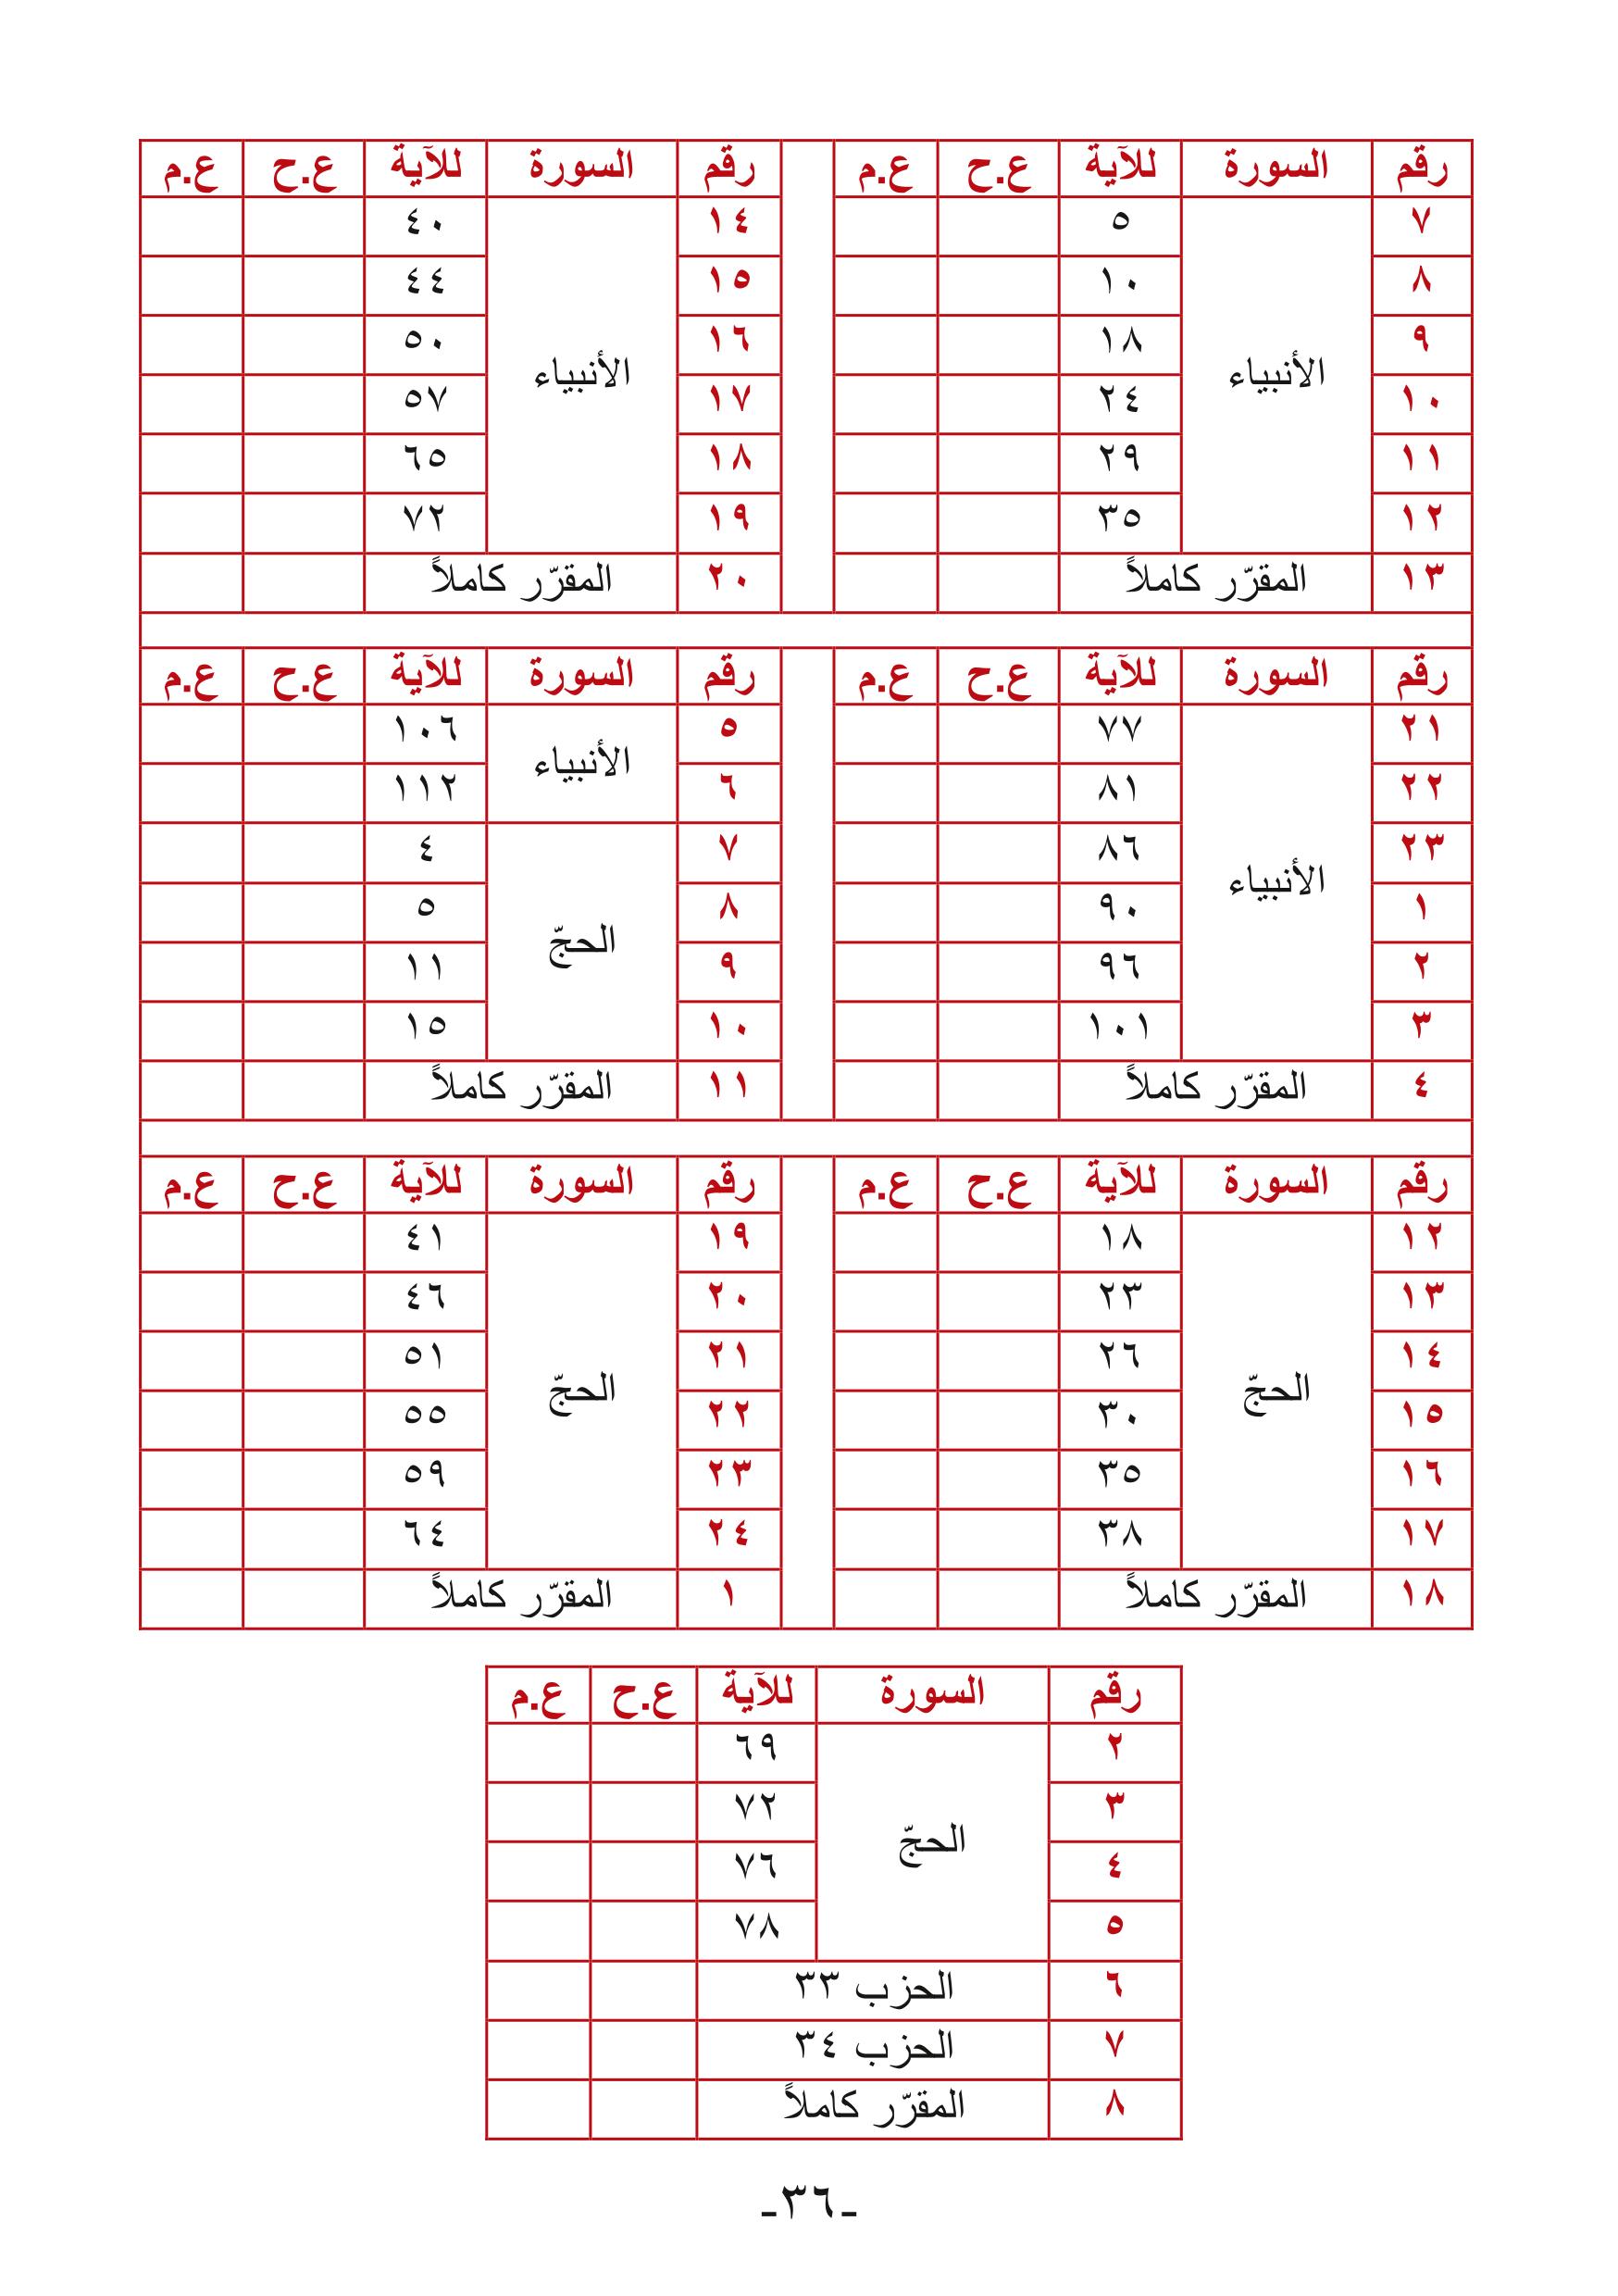 رقم السورة للآية ع.ح ع.م رقم السورة للآية ع.ح ع.م
٧ الأنبياء ٥ ١٤ الأنبياء ٤٠
٨ ١٠ ١٥ ٤٤
٩ ١٨ ١٦ ٥٠
١٠ ٢٤ ١٧ ٥٧
١١ ٢٩ ١٨ ٦٥
١٢ ٣٥ ١٩ ٧٢
١٣ المقرّر كاملاً ٢٠ المقرّر كاملاً
رقم السورة للآية ع.ح ع.م رقم السورة للآية ع.ح ع.م
٢١ الأنبياء ٧٧ ٥ الأنبياء ١٠٦
٢٢ ٨١ ٦ ١١٢
٢٣ ٨٦ ٧ الحجّ ٤
١ ٩٠ ٨ ٥
٢ ٩٦ ٩ ١١
٣ ١٠١ ١٠ ١٥
٤ المقرّر كاملاً ١١ المقرّر كاملاً
رقم السورة للآية ع.ح ع.م رقم السورة للآية ع.ح ع.م
١٢ الحجّ ١٨ ١٩ الحجّ ٤١
١٣ ٢٣ ٢٠ ٤٦
١٤ ٢٦ ٢١ ٥١
١٥ ٣٠ ٢٢ ٥٥
١٦ ٣٥ ٢٣ ٥٩
١٧ ٣٨ ٢٤ ٦٤
١٨ المقرّر كاملاً ١ المقرّر كاملاً
رقم السورة للآية ع.ح ع.م
٢ الحجّ ٦٩
٣ ٧٢
٤ ٧٦
٥ ٧٨
٦ الحزب ٣٣
٧ الحزب ٣٤
٨ المقرّر كاملاً
-٣٦-